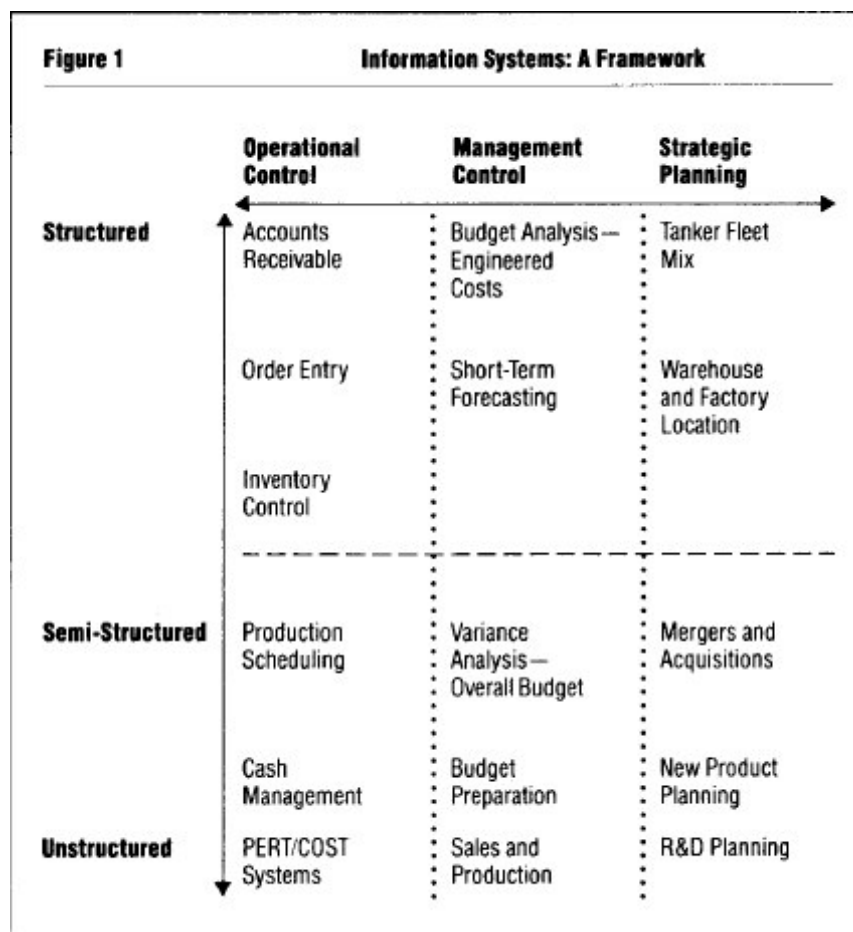 Figure 1 Information Systems: A Framework
Operational Control
Management Control
Strategic Planning
Structured
Accounts Receivable
Budget Analysis—Engineered Costs
Tanker Fleet Mix
Order Entry
Short-Term Forecasting
Warehouse and Factory Location
Inventory Control
Semi-Structured
Production Scheduling
Variance Analysis—Overall Budget
Mergers and Acquisitions
Cash Management
Budget Preparation
New Product Planning
Unstructured
PERT/COST Systems
Sales and Production
R&D Planning